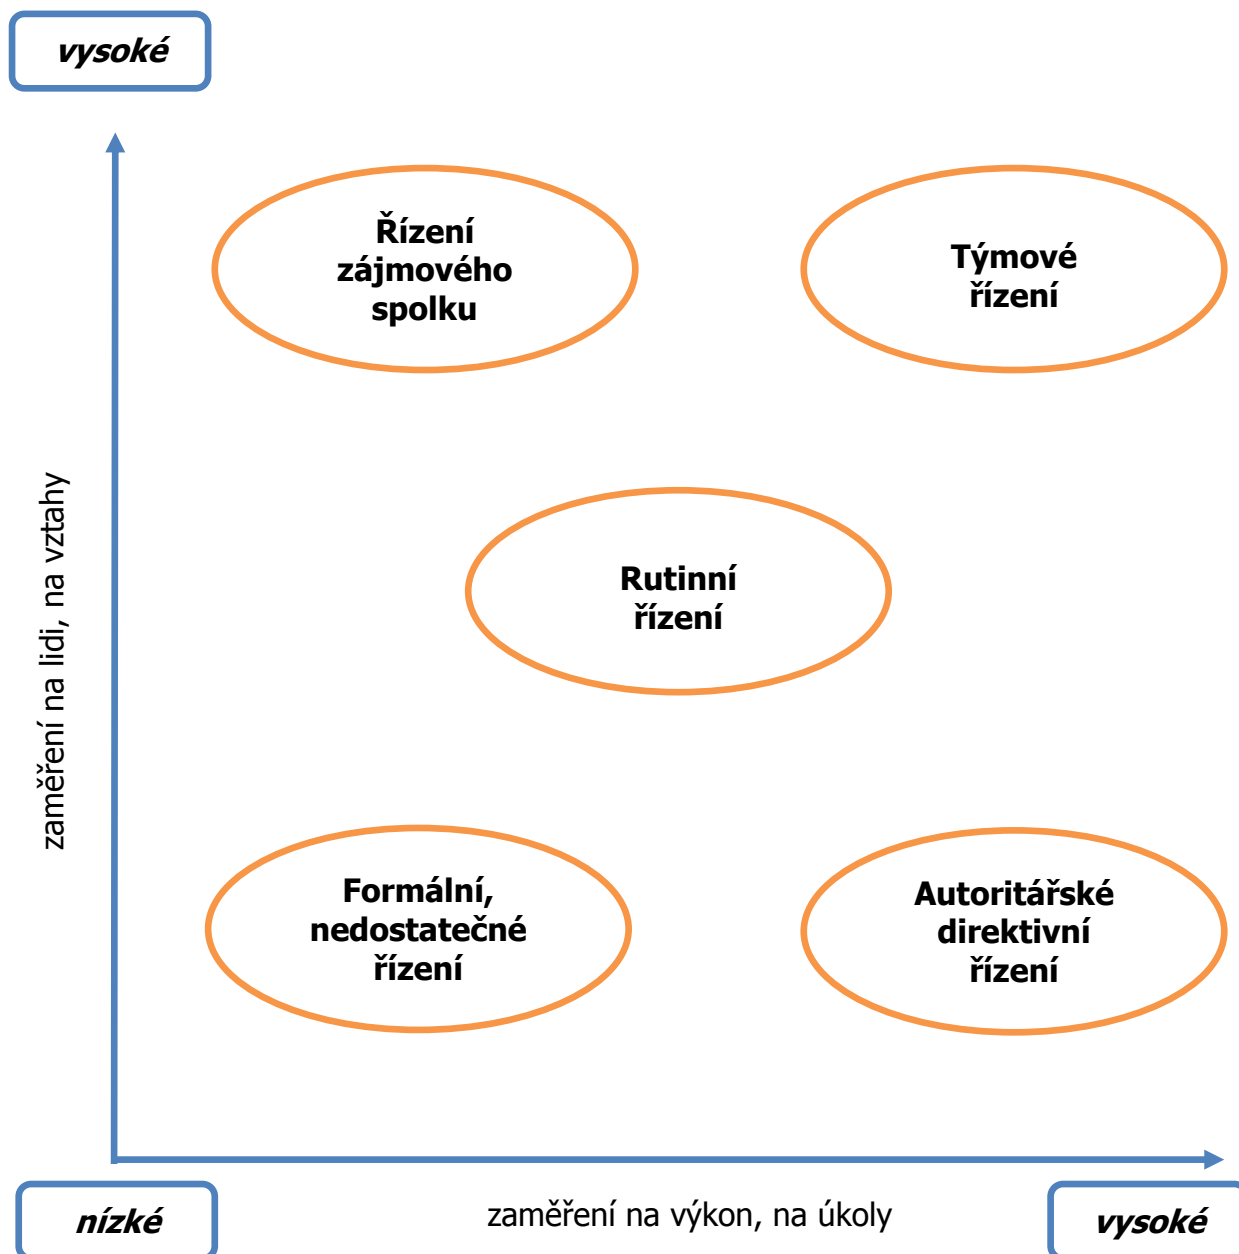 vysoké
Řízení
zájmového
spolku
Týmové
řízení
zaměření na lidi, na vztahy
Rutinní
řízení
Formální,
nedostatečné
řízení
Autoritářské
direktivní
řízení
nízké
zaměření na výkon, na úkoly
vysoké